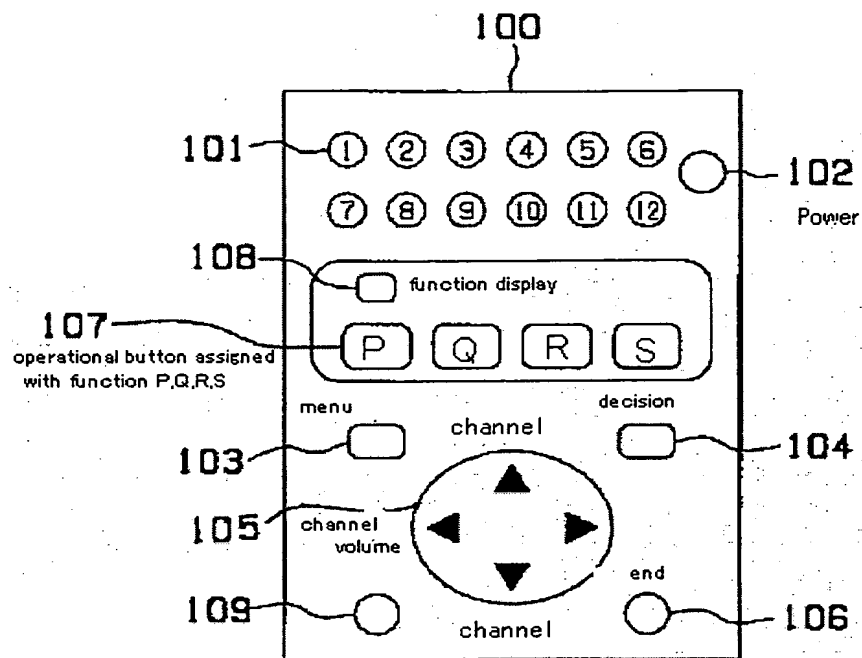 100
101 1 2 3 4 5 6
102
Power
7 8 9 10 11 12
108 function display
107 P Q R S
operational button assigned
with function P,Q,R,S
menu decision
channel
103 104
105 channel
volume
end
109 106
channel